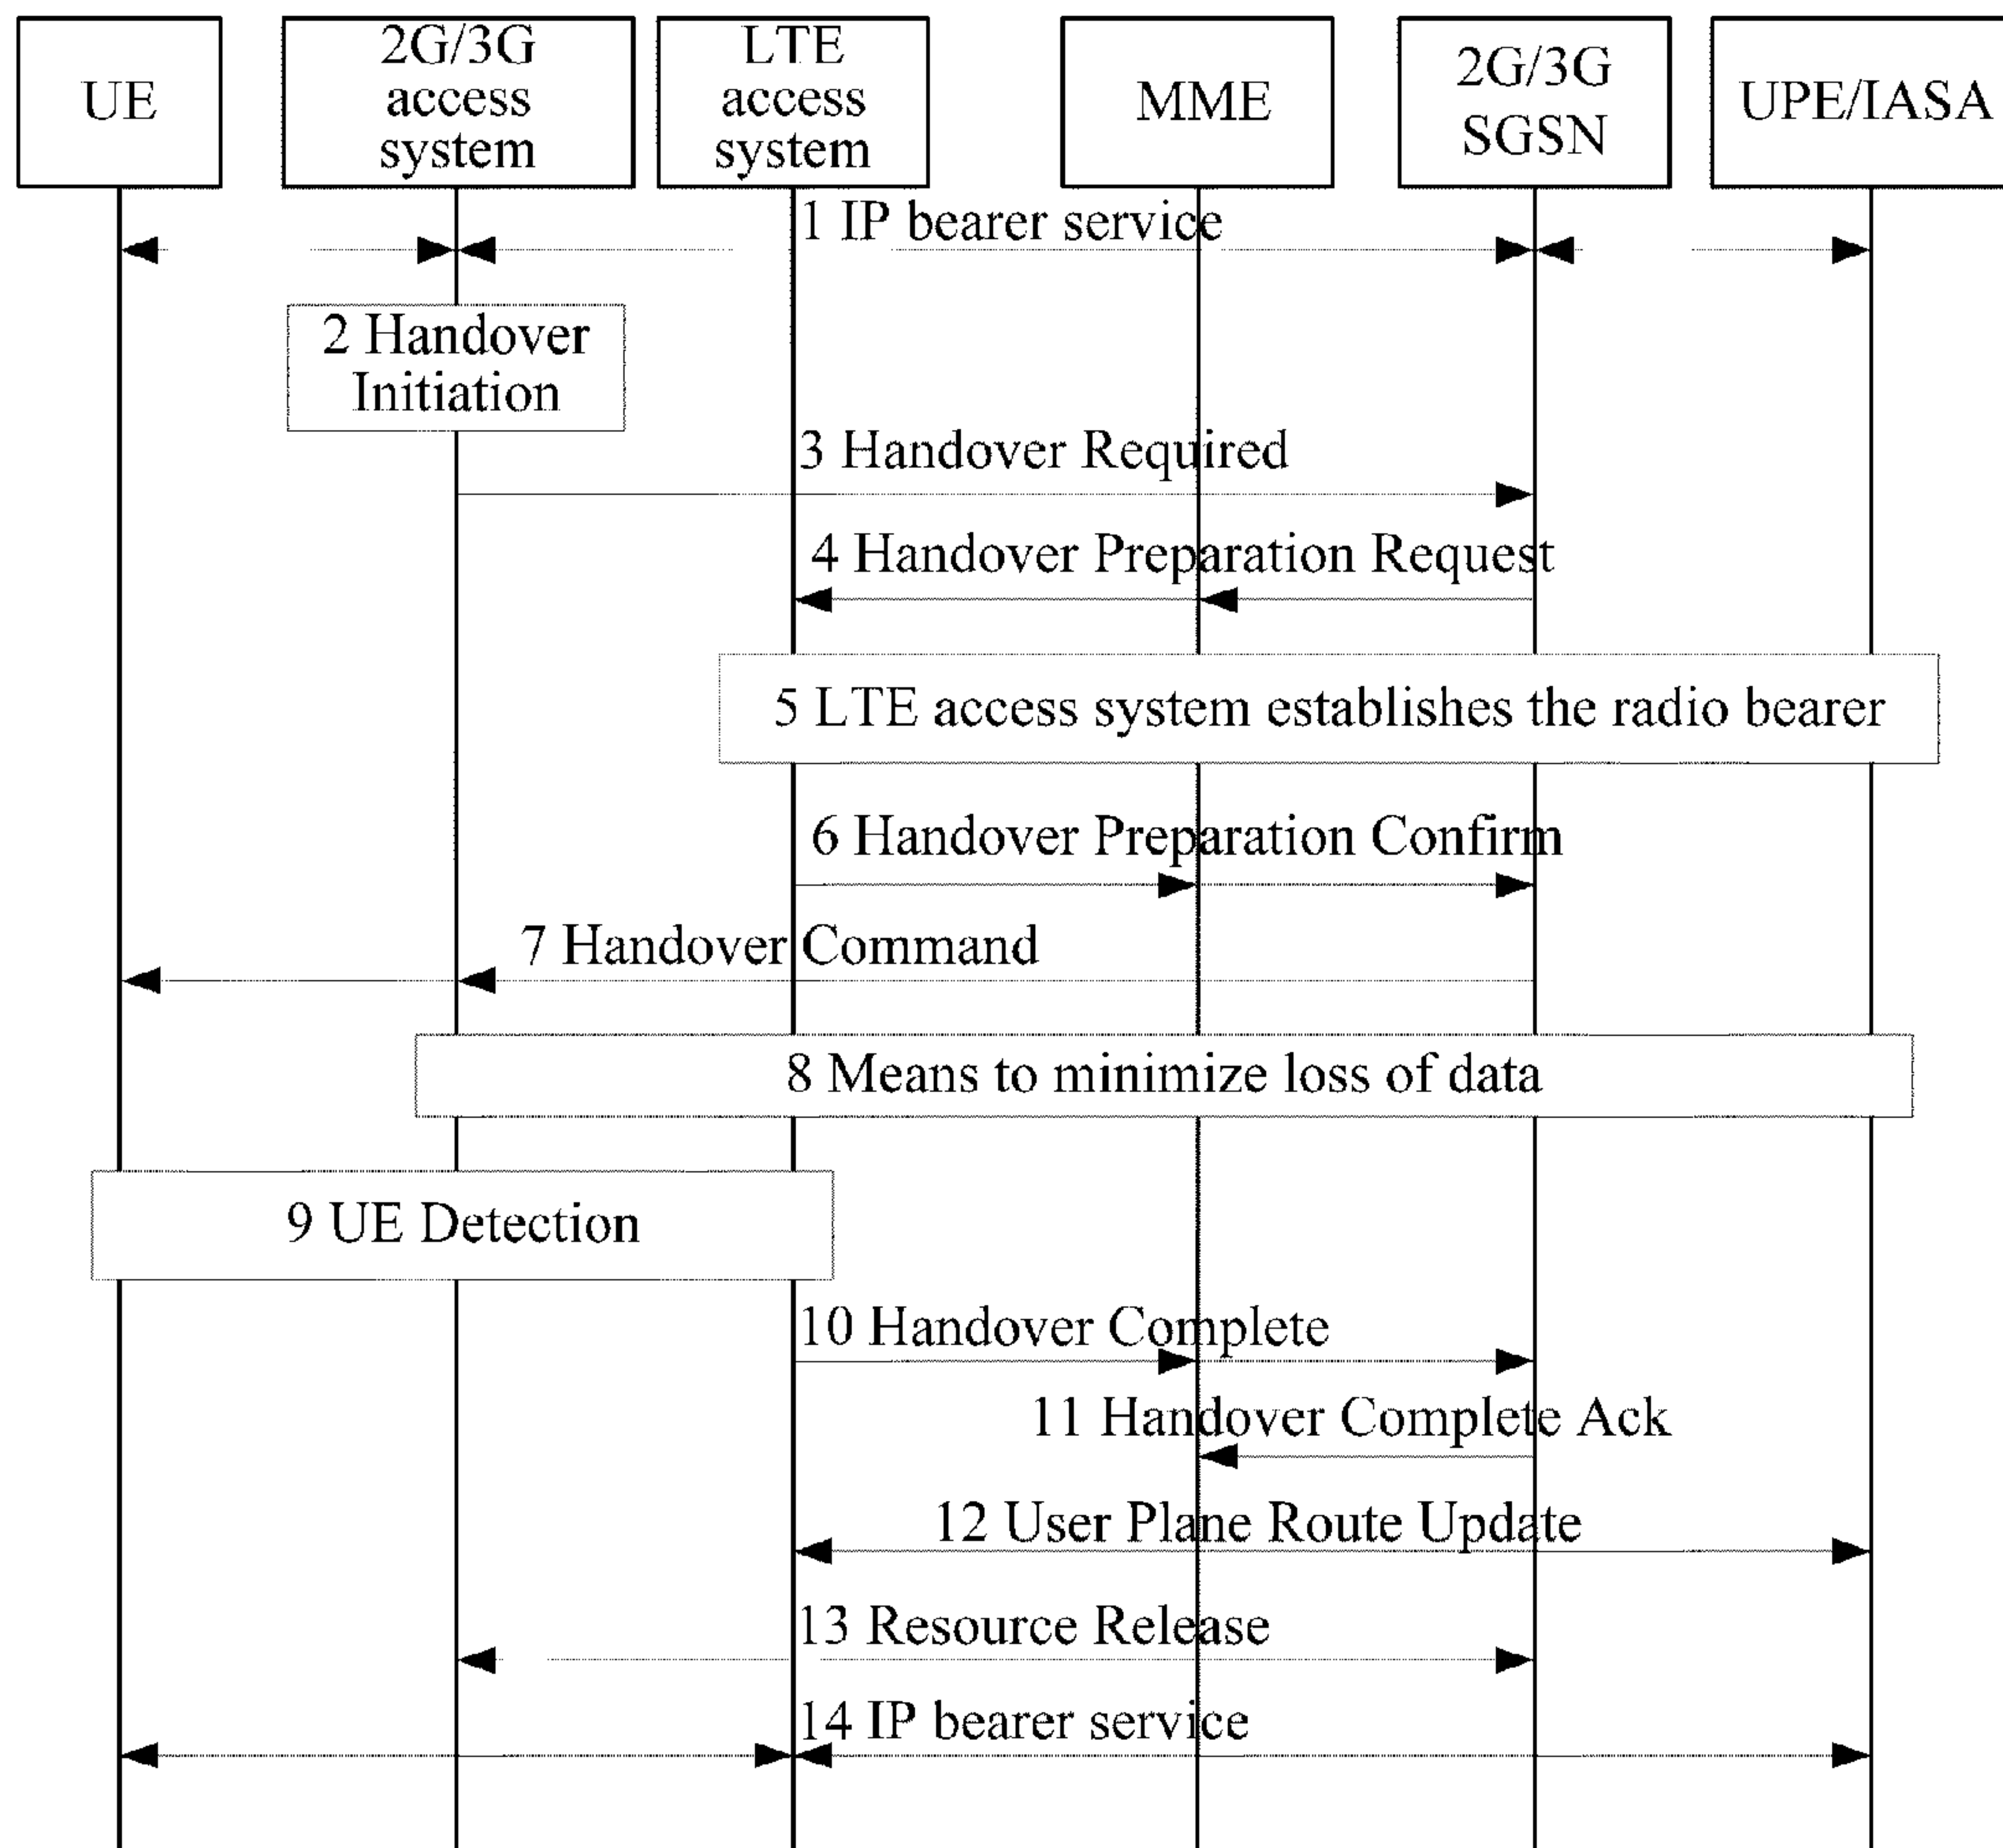 UE
2G/3G
access
system
LTE
access
system
MME
2G/3G
SGSN
UPE/IASA
1 IP bearer service
2 Handover
Initiation
3 Handover Required
4 Handover Preparation Request
5 LTE access system establishes the radio bearer
6 Handover Preparation Confirm
7 Handover Command
8 Means to minimize loss of data
9 UE Detection
10 Handover Complete
11 Handover Complete Ack
12 User Plane Route Update
13 Resource Release
14 IP bearer service